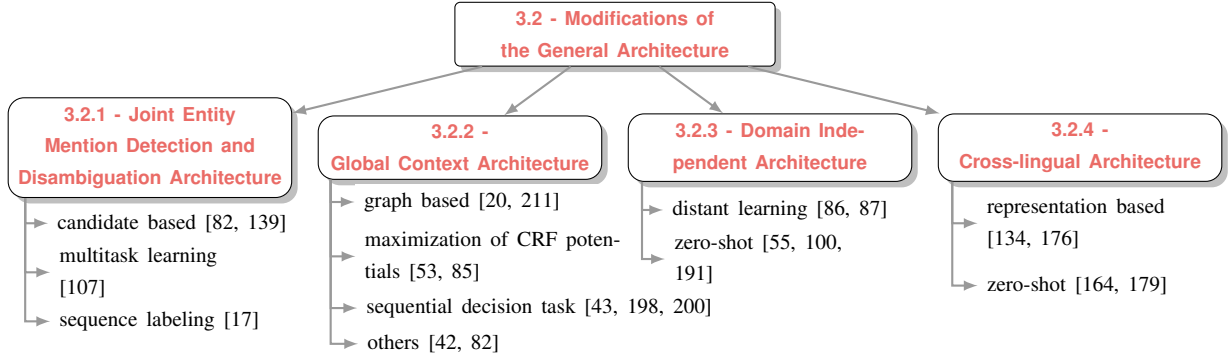 3.2 - Modifications of
the General Architecture
3.2.1 - Joint Entity
Mention Detection and
Disambiguation Architecture
candidate based [82, 139]
multitask learning
[107]
sequence labeling [17]
3.2.2 -
Global Context Architecture
graph based [20, 211]
maximization of CRF poten-
tials [53, 85]
sequential decision task [43, 198, 200]
others [42, 82]
3.2.3 - Domain Inde-
pendent Architecture
distant learning [86, 87]
zero-shot [55, 100,
191]
3.2.4 -
Cross-lingual Architecture
representation based
[134, 176]
zero-shot [164, 179]